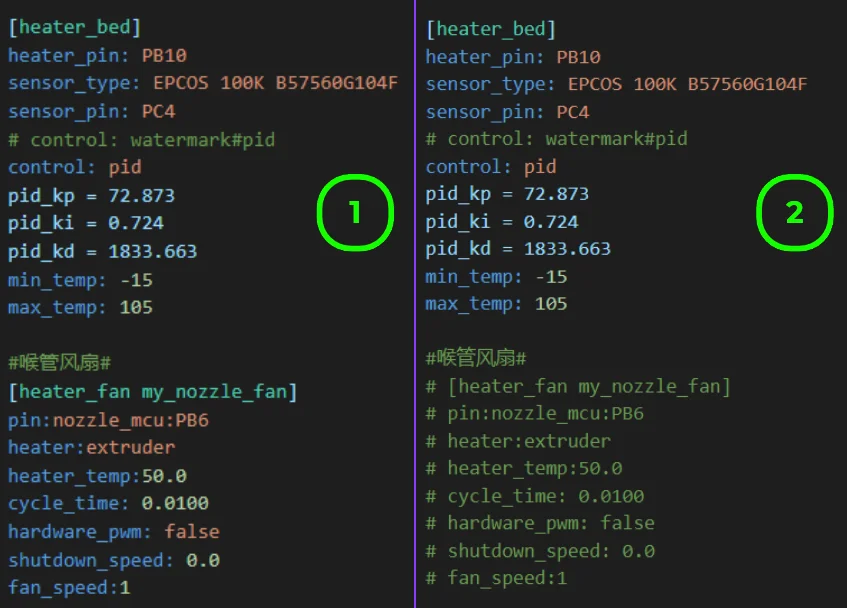 [heater_bed]
heater_pin: PB10
sensor_type: EPCOS 100K B57560G104F
sensor_pin: PC4
# control: watermark#pid
control: pid
pid_kp = 72.873
pid_ki = 0.724
pid_kd = 1833.663
min_temp: -15
max_temp: 105
#喉管风扇#
[heater_fan my_nozzle_fan]
pin:nozzle_mcu:PB6
heater:extruder
heater_temp:50.0
cycle_time: 0.0100
hardware_pwm: false
shutdown_speed: 0.0
fan_speed:1
1
[heater_bed]
heater_pin: PB10
sensor_type: EPCOS 100K B57560G104F
sensor_pin: PC4
# control: watermark#pid
control: pid
pid_kp = 72.873
pid_ki = 0.724
pid_kd = 1833.663
min_temp: -15
max_temp: 105
#喉管风扇#
# [heater_fan my_nozzle_fan]
# pin:nozzle_mcu:PB6
# heater:extruder
# heater_temp:50.0
# cycle_time: 0.0100
# hardware_pwm: false
# shutdown_speed: 0.0
# fan_speed:1
2